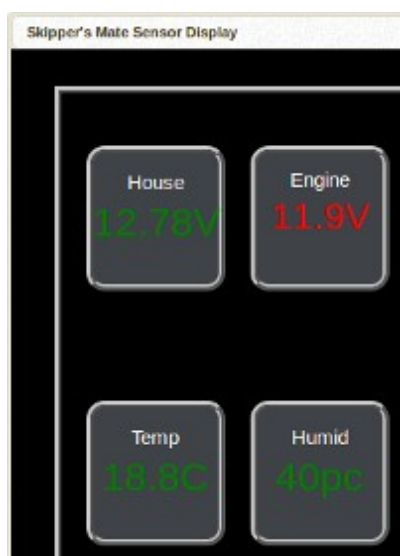 Skipper's Mate Sensor Display
House
12.78V
Engine
11.9V
Temp
18.8C
Humid
40pc